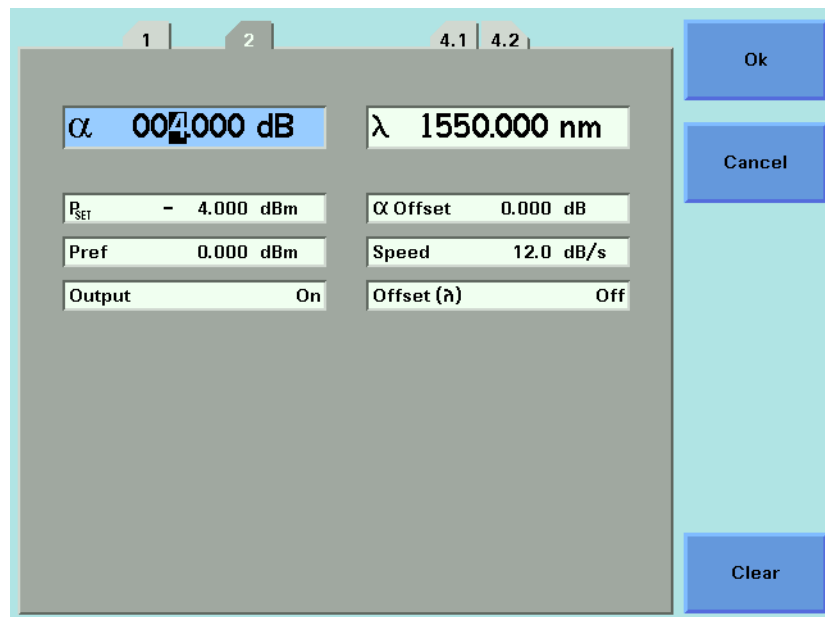 1 2 4.1 4.2
Ok
α 004.000 dB λ 1550.000 nm
Cancel
PSET - 4.000 dBm α Offset 0.000 dB
Pref 0.000 dBm Speed 12.0 dB/s
Output On Offset (λ) Off
Clear